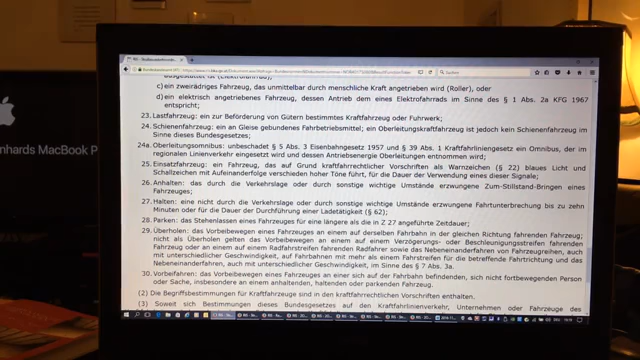 ausgestattet ist (Elektrofahrrad)
c) ein zweirädriges Fahrzeug, das unmittelbar durch menschliche Kraft angetrieben wird (Roller), oder
d) ein elektrisch angetriebenes Fahrzeug, dessen Antrieb dem eines Elektrofahrrads im Sinne des § 1 Abs. 2a KFG 1967
entspricht;
23. Lastfahrzeug: ein zur Beförderung von Gütern bestimmtes Kraftfahrzeug oder Fuhrwerk;
24. Schienenfahrzeug: ein an Gleise gebundenes Fahrbetriebsmittel; ein Oberleitungskraftfahrzeug ist jedoch kein Schienenfahrzeug im
Sinne dieses Bundesgesetzes;
24a. Oberleitungsomnibus: unbeschadet § 5 Abs. 3 Eisenbahngesetz 1957 und § 39 Abs. 1 Kraftfahrliniengesetz ein Omnibus, der im
regionalen Linienverkehr eingesetzt wird und dessen Antriebsenergie Oberleitungen entnommen wird;
25. Einsatzfahrzeug: ein Fahrzeug, das auf Grund kraftfahrrechtlicher Vorschriften als Warnzeichen (§ 22) blaues Licht und
Schallzeichen mit Aufeinanderfolge verschieden hoher Töne führt, für die Dauer der Verwendung eines dieser Signale;
26. Anhalten: das durch die Verkehrslage oder durch sonstige wichtige Umstände erzwungene Zum-Stillstand-Bringen eines
Fahrzeuges;
27. Halten: eine nicht durch die Verkehrslage oder durch sonstige wichtige Umstände erzwungene Fahrtunterbrechung bis zu zehn
Minuten oder für die Dauer der Durchführung einer Ladetätigkeit (§ 62);
28. Parken: das Stehenlassen eines Fahrzeuges für eine längere als die in Z 27 angeführte Zeitdauer;
29. Überholen: das Vorbeibewegen eines Fahrzeuges an einem auf derselben Fahrbahn in der gleichen Richtung fahrenden Fahrzeug;
nicht als Überholen gelten das Vorbeibewegen an einem auf einem Verzögerungs- oder Beschleunigungsstreifen fahrenden
Fahrzeug oder an einem auf einem Radfahrstreifen fahrenden Radfahrer sowie das Nebeneinanderfahren von Fahrzeugreihen, auch
mit unterschiedlicher Geschwindigkeit, auf Fahrbahnen mit mehr als einem Fahrstreifen für die betreffende Fahrtrichtung und das
Nebeneinanderfahren, auch mit unterschiedlicher Geschwindigkeit, im Sinne des § 7 Abs. 3a.
30. Vorbeifahren: das Vorbeibewegen eines Fahrzeuges an einer sich auf der Fahrbahn befindenden, sich nicht fortbewegenden Person
oder Sache, insbesondere an einem anhaltenden, haltenden oder parkenden Fahrzeug.
(2) Die Begriffsbestimmungen für Kraftfahrzeuge sind in den kraftfahrrechtlichen Vorschriften enthalten.
(3) Soweit sich Bestimmungen dieses Bundesgesetzes auf den Kraftfahrlinienverkehr, Unternehmen oder Fahrzeuge des
nhards MacBook P